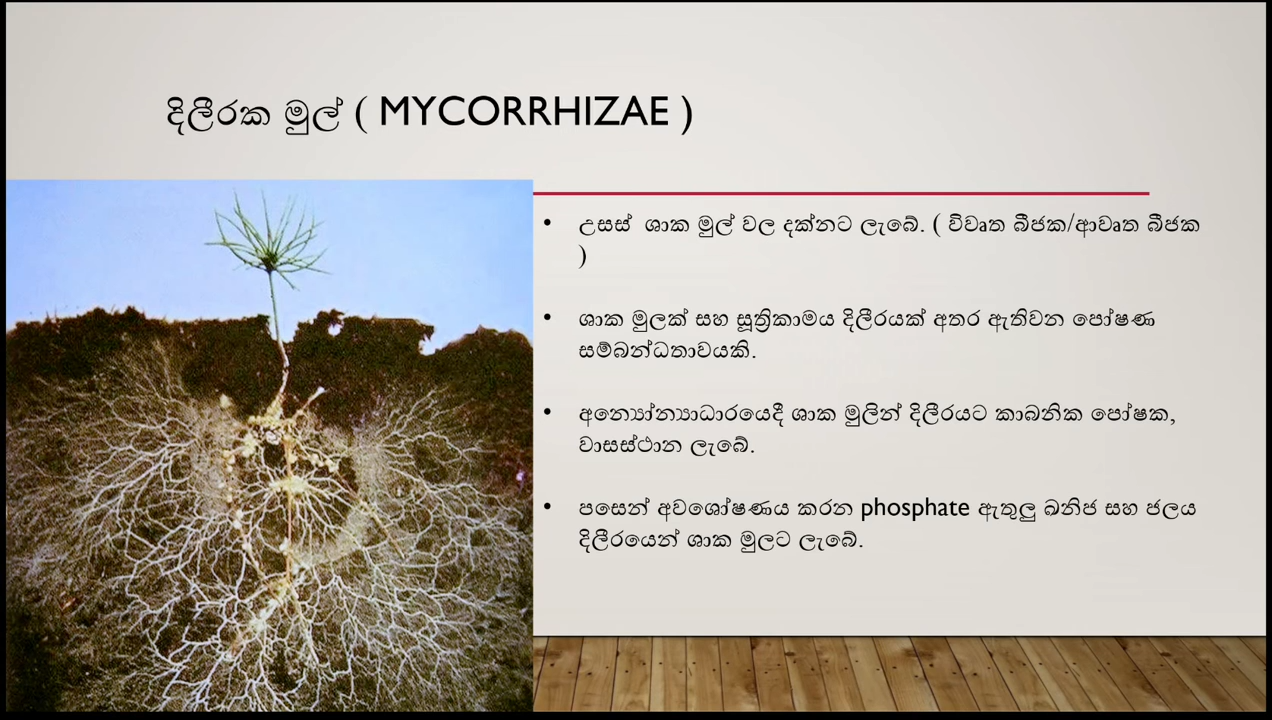 දිලීරක මුල් ( MYCORRHIZAE )
• උසස් ශාක මුල් වල දක්නට ලැබේ. ( විවෘත බීජක/ආවෘත බීජක
)
• ශාක මුලක් සහ සූත්‍රිකාමය දිලීරයක් අතර ඇතිවන පෝෂණ
සම්බන්ධතාවයකි.
• අන්‍යෝන්‍යාධාරයෙදී ශාක මුලින් දිලීරයට කාබනික පෝෂක,
වාසස්ථාන ලැබේ.
• පසෙන් අවශෝෂණය කරන phosphate ඇතුලු ඛනිජ සහ ජලය
දිලීරයෙන් ශාක මුලට ලැබේ.